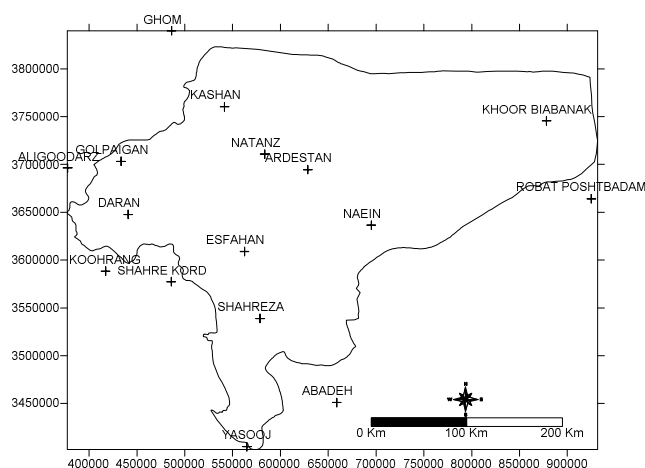 GHOM
3800000
KASHAN
3750000
KHOOR BIABANAK
NATANZ
GOLPAIGAN
ALIGOODARZ
ARDESTAN
3700000
ROBAT POSHTBADAM
DARAN
NAEIN
3650000
ESFAHAN
3600000
KOOHRANG
SHAHRE KORD
3550000
SHAHREZA
3500000
ABADEH
3450000
0 Km 100 Km 200 Km
YASOOJ
400000 450000 500000 550000 600000 650000 700000 750000 800000 850000 900000